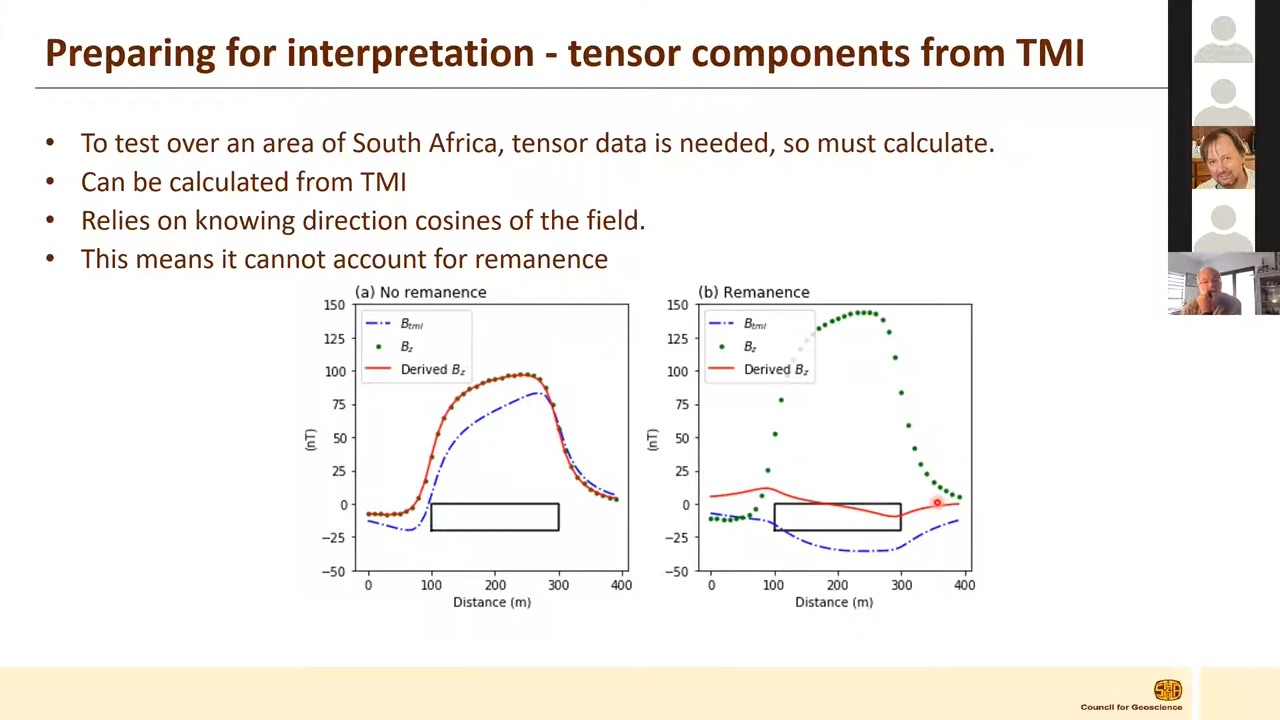 Preparing for interpretation - tensor components from TMI
• To test over an area of South Africa, tensor data is needed, so must calculate.
• Can be calculated from TMI
• Relies on knowing direction cosines of the field.
• This means it cannot account for remanence
(a) No remanence
150
125
100
75
50
25
0
−25
−50
(nT)
B_tmi
B_z
Derived B_z
0 100 200 300 400
Distance (m)
(b) Remanence
150
125
100
75
50
25
0
−25
−50
(nT)
B_tmi
B_z
Derived B_z
0 100 200 300 400
Distance (m)
Council for Geoscience